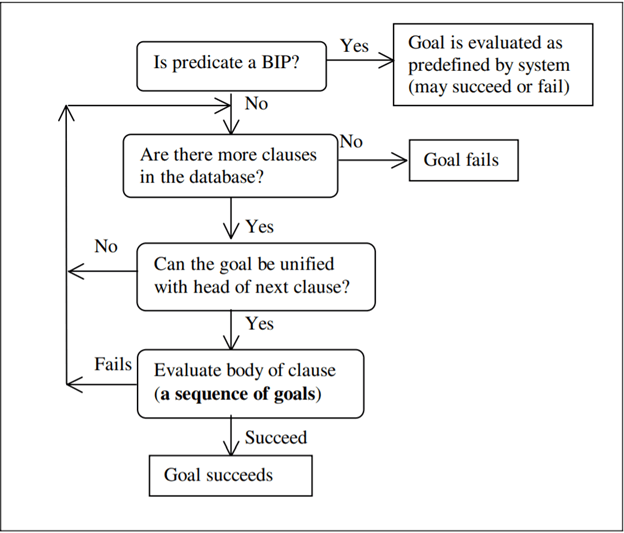 Is predicate a BIP?
Yes
Goal is evaluated as
predefined by system
(may succeed or fail)
No
Are there more clauses
in the database?
No
Goal fails
Yes
No
Can the goal be unified
with head of next clause?
Yes
Fails
Evaluate body of clause
(a sequence of goals)
Succeed
Goal succeeds